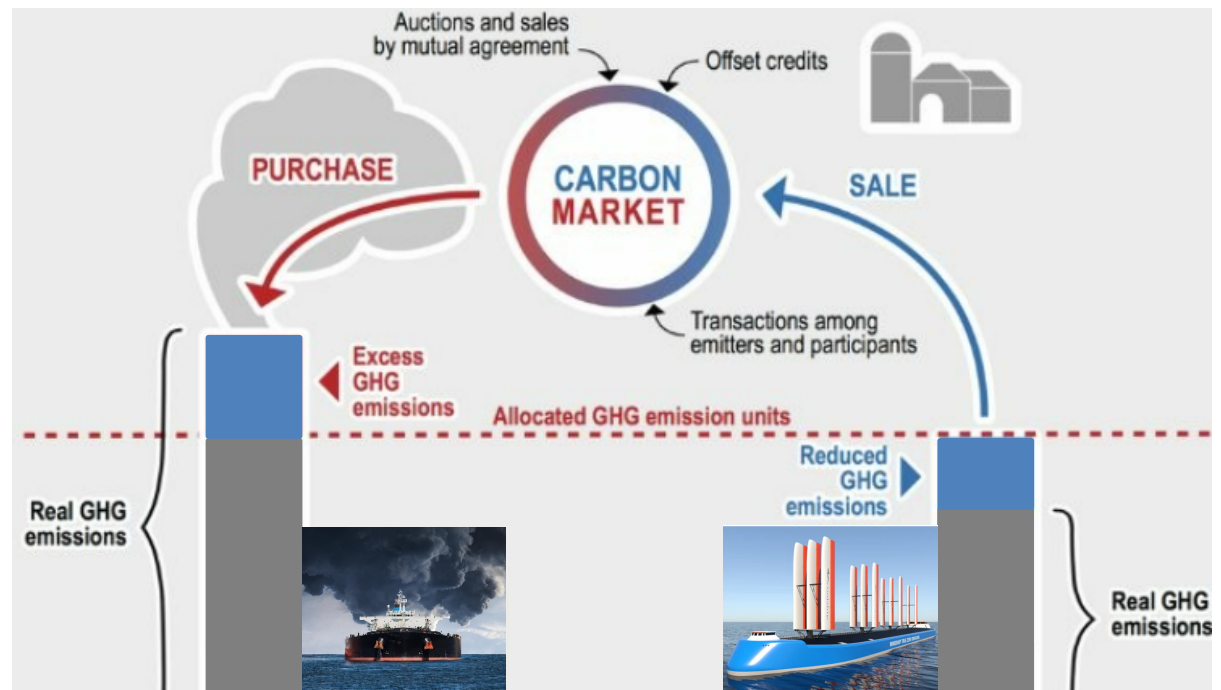 Auctions and sales
by mutual agreement
Offset credits
PURCHASE
CARBON
MARKET
SALE
Transactions among
emitters and participants
Excess
GHG
emissions
Allocated GHG emission units
Reduced
GHG
emissions
Real GHG
emissions
Real GHG
emissions